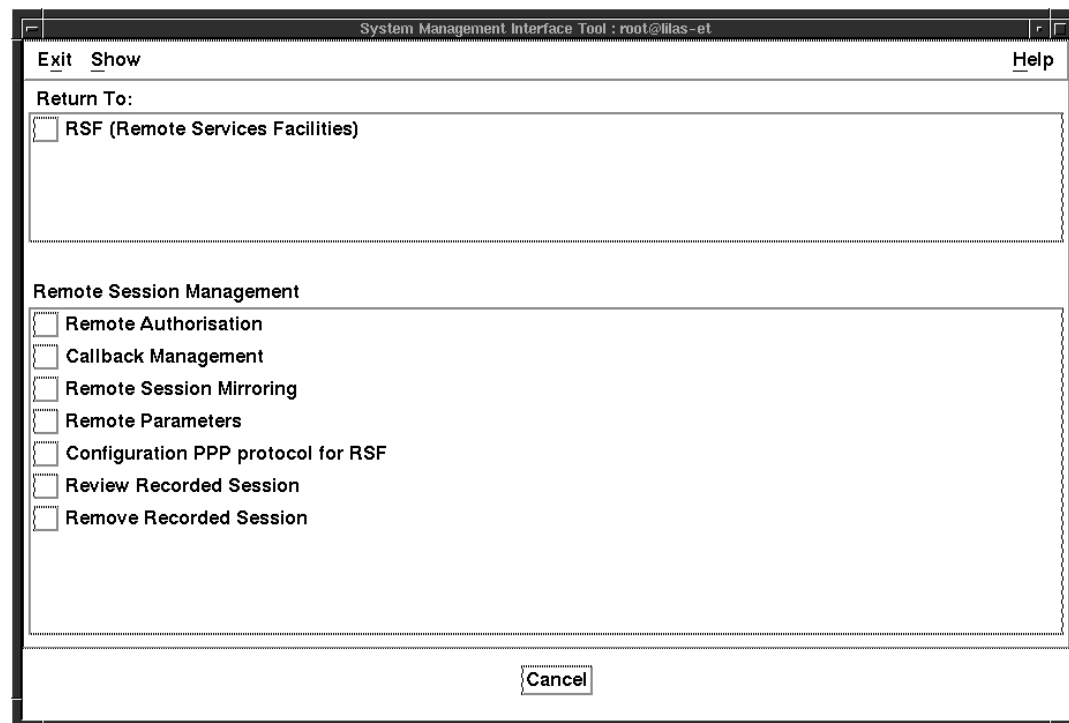 System Management Interface Tool : root@lilas-et
Exit Show Help
Return To:
RSF (Remote Services Facilities)
Remote Session Management
Remote Authorisation
Callback Management
Remote Session Mirroring
Remote Parameters
Configuration PPP protocol for RSF
Review Recorded Session
Remove Recorded Session
Cancel